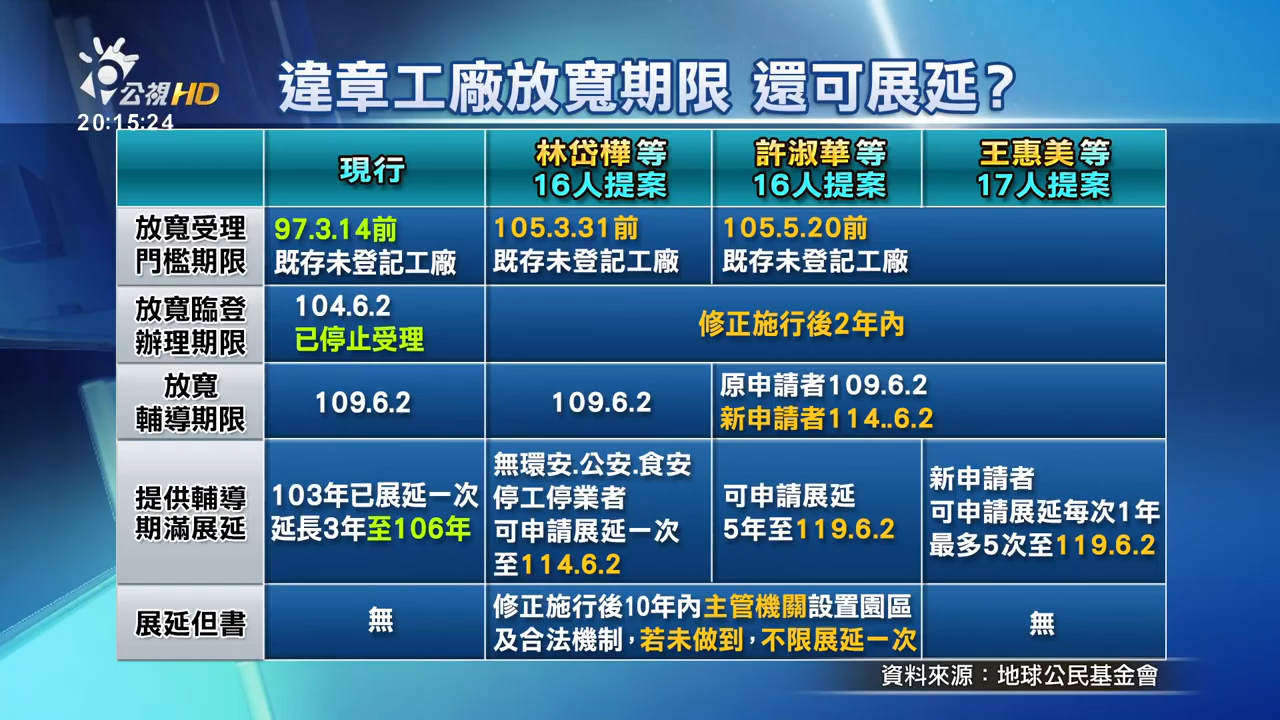 公視HD
20:15:24
違章工廠放寬期限 還可展延?
現行
林岱樺等
16人提案
許淑華等
16人提案
王惠美等
17人提案
放寬受理
門檻期限
97.3.14前
既存未登記工廠
105.3.31前
既存未登記工廠
105.5.20前
既存未登記工廠
放寬臨登
辦理期限
104.6.2
已停止受理
修正施行後2年內
放寬
輔導期限
109.6.2
109.6.2
原申請者109.6.2
新申請者114..6.2
提供輔導
期滿展延
103年已展延一次
延長3年至106年
無環安.公安.食安
停工停業者
可申請展延一次
至114.6.2
可申請展延
5年至119.6.2
新申請者
可申請展延每次1年
最多5次至119.6.2
展延但書
無
修正施行後10年內主管機關設置園區
及合法機制,若未做到,不限展延一次
無
資料來源:地球公民基金會